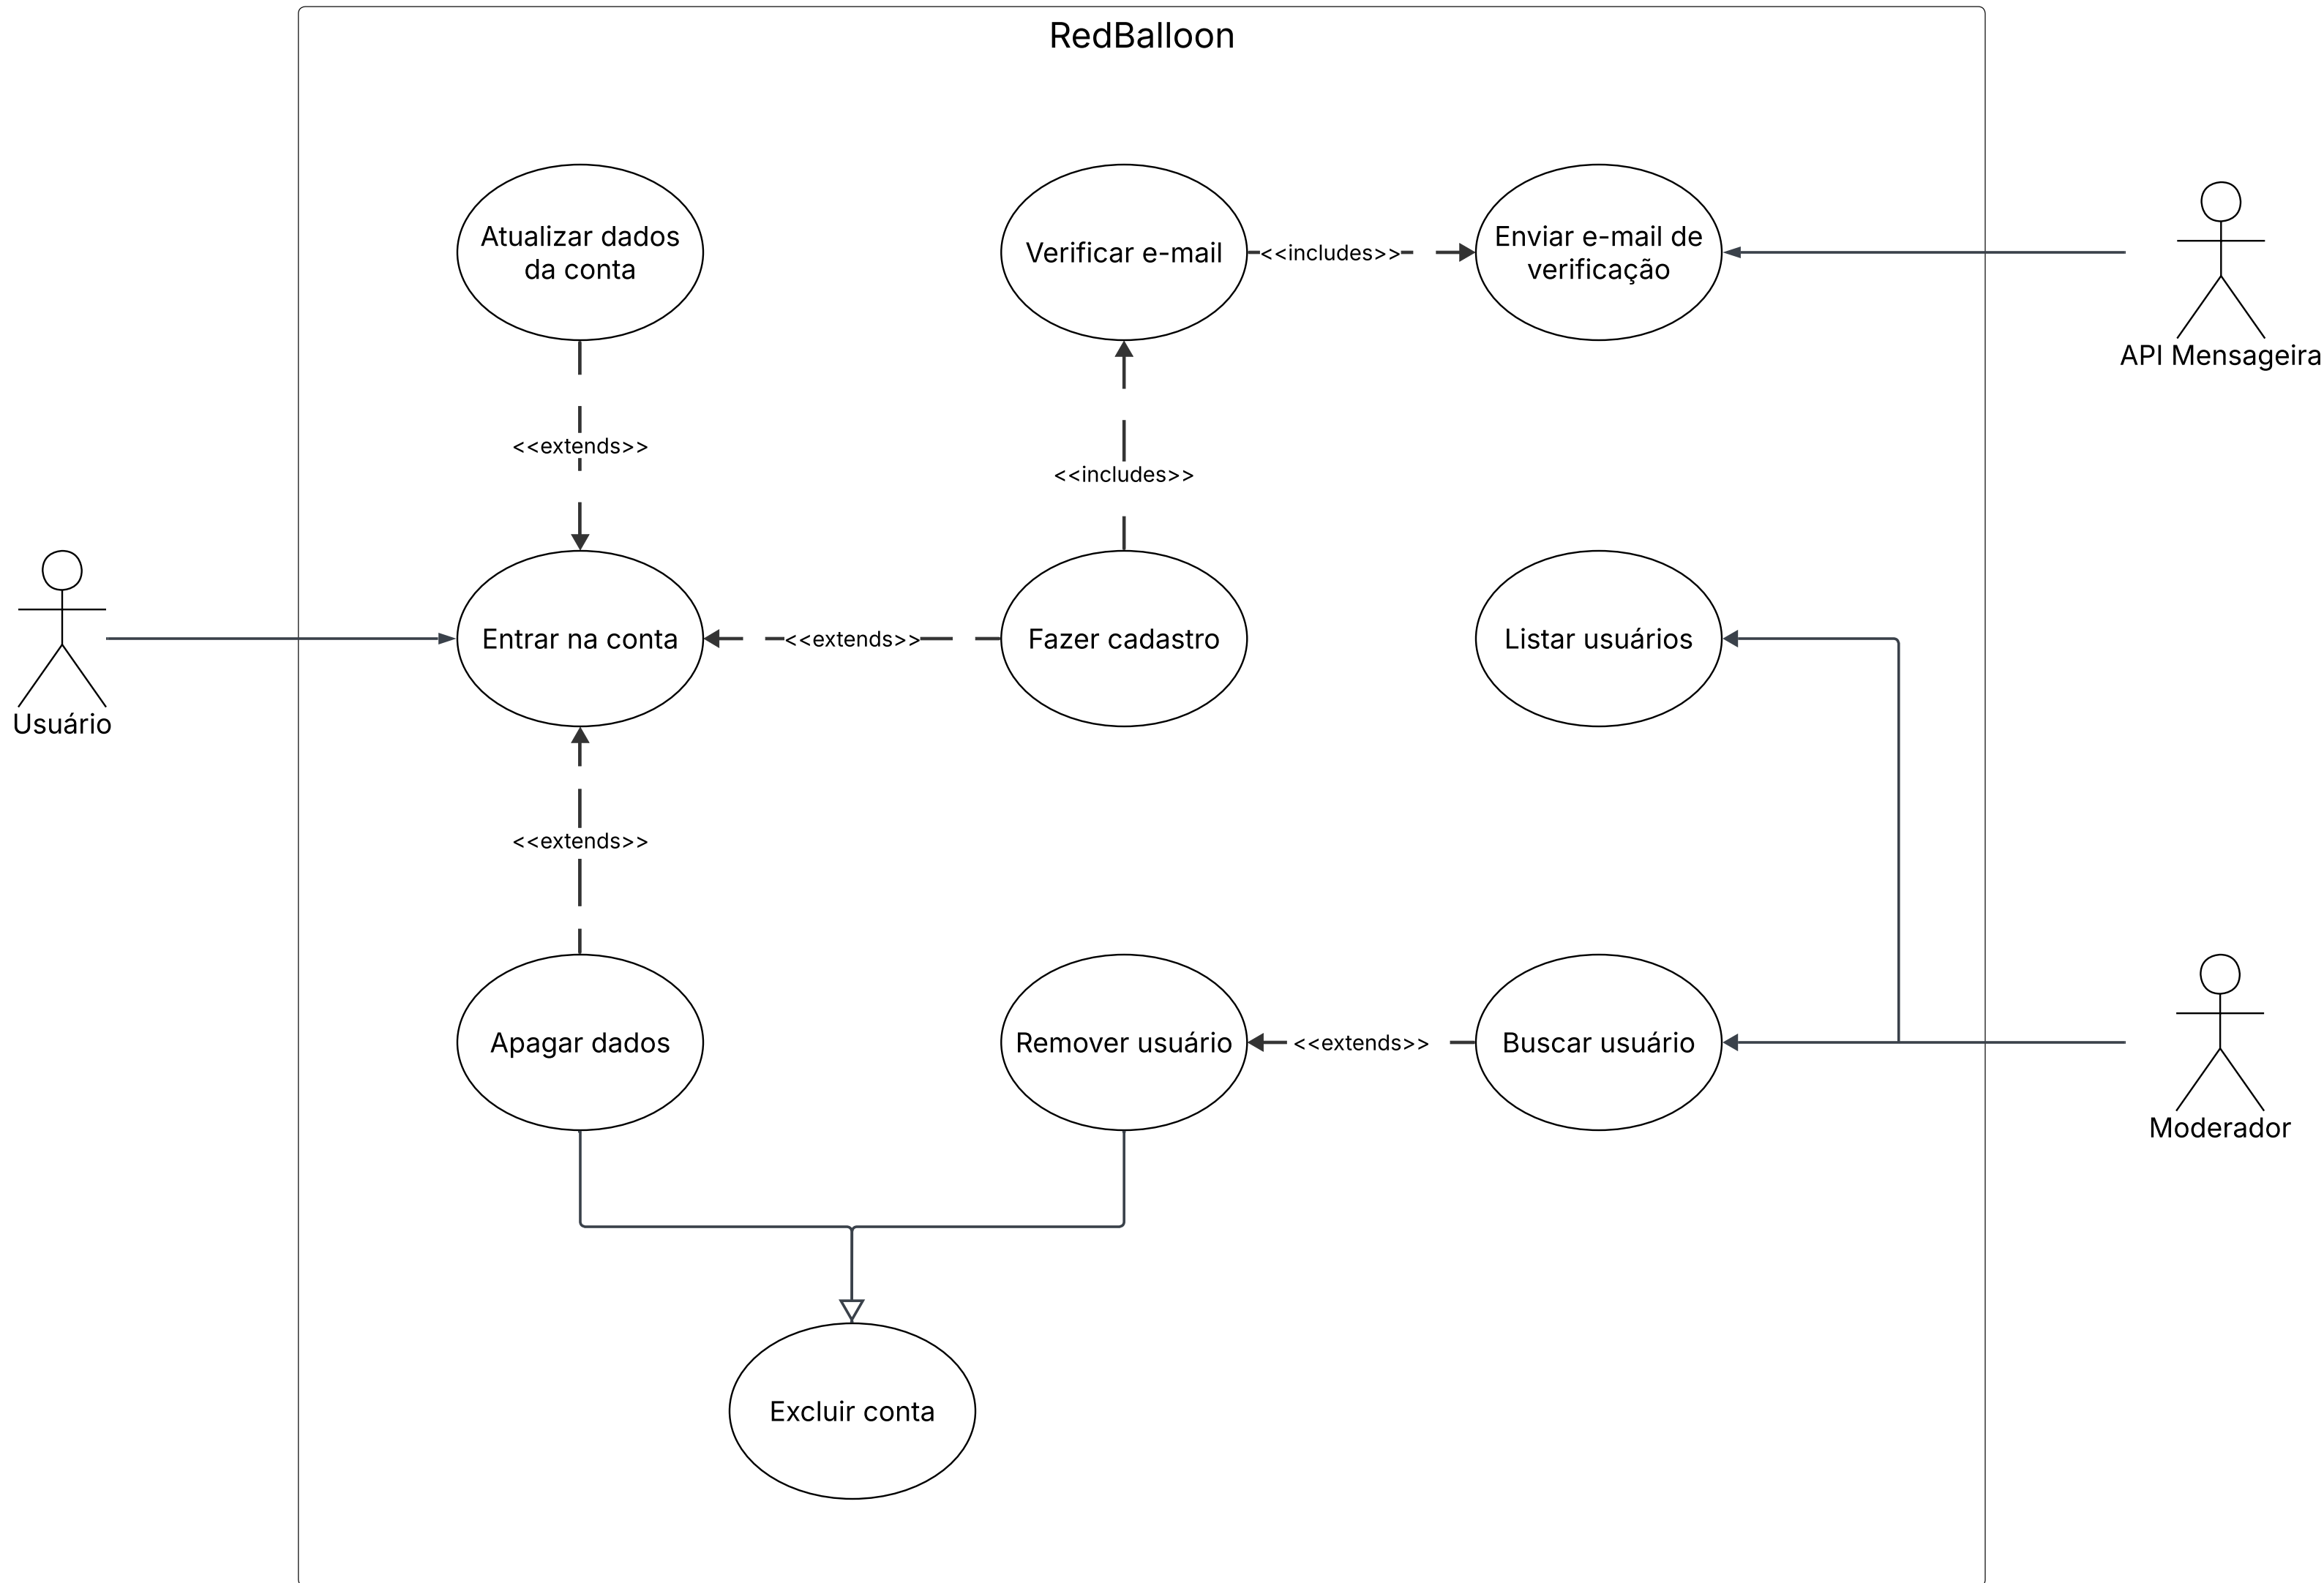 RedBalloon
Atualizar dados
da conta
Verificar e-mail
<<includes>>
Enviar e-mail de
verificação
API Mensageira
<<extends>>
<<includes>>
Usuário
Entrar na conta
<<extends>>
Fazer cadastro
Listar usuários
<<extends>>
Apagar dados
Remover usuário
<<extends>>
Buscar usuário
Moderador
Excluir conta